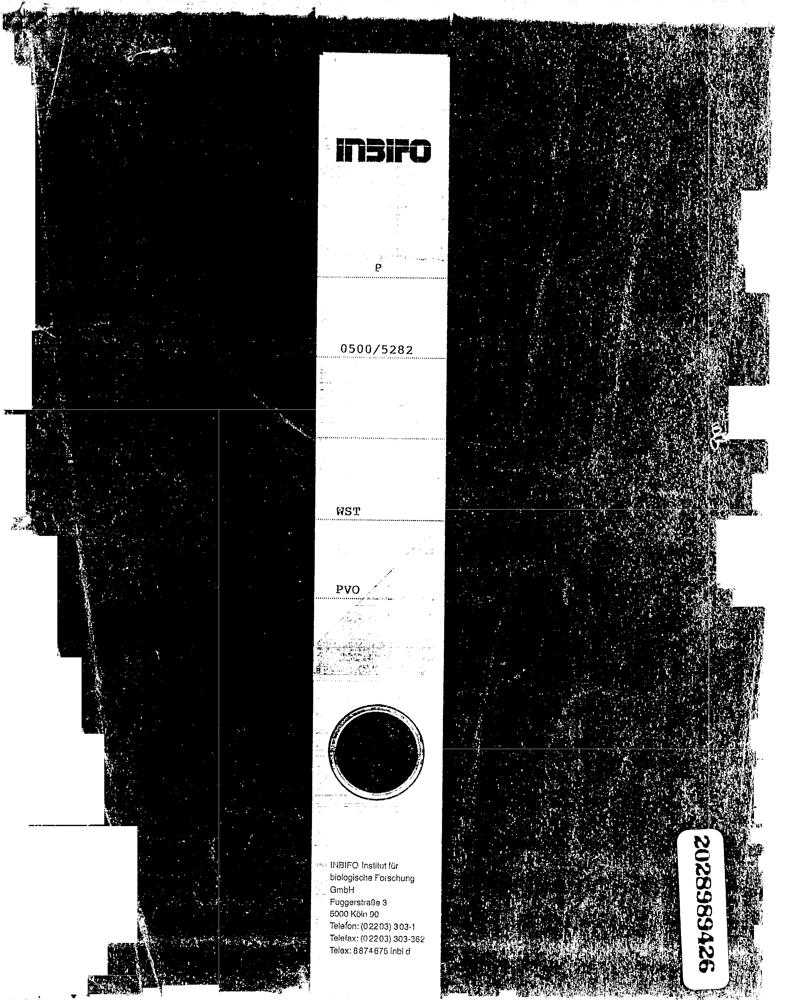 INBIFO
P
0500/5282
WST
PVO
INBIFO Institut für
biologische Forschung
GmbH
Fuggerstraße 3
5000 Köln 90
Telefon: (02203) 303-1
Telefax: (02203) 303-362
Telex: 8874675 inbi d
2028989426